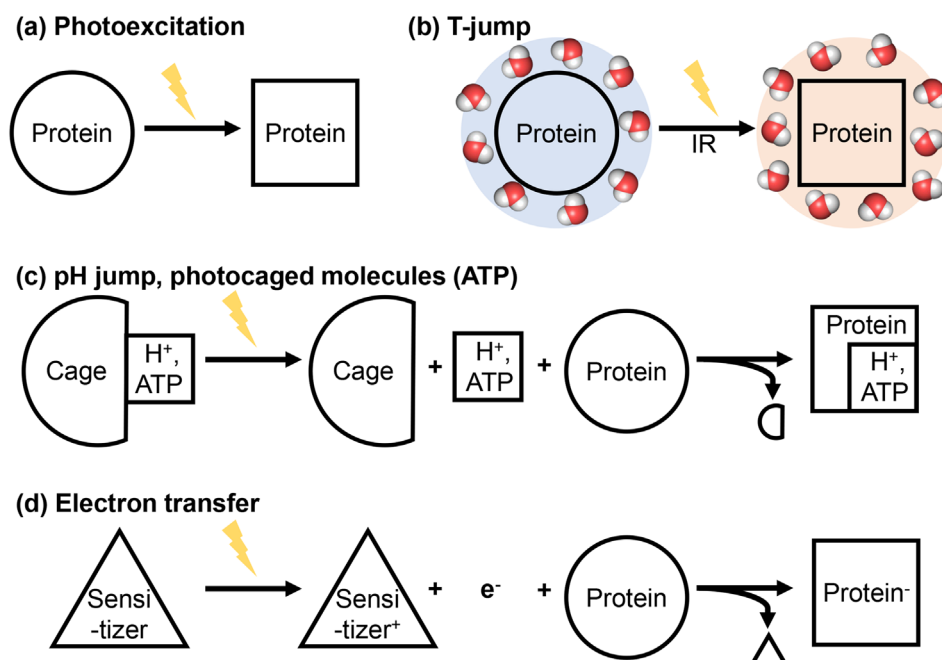 (a) Photoexcitation
Protein
Protein
(b) T-jump
Protein
IR
Protein
(c) pH jump, photocaged molecules (ATP)
Cage
H⁺,
ATP
Cage
+
H⁺,
ATP
+
Protein
Protein
H⁺,
ATP
(d) Electron transfer
Sensi
-tizer
Sensi
-tizer⁺
+
e⁻
+
Protein
Protein⁻